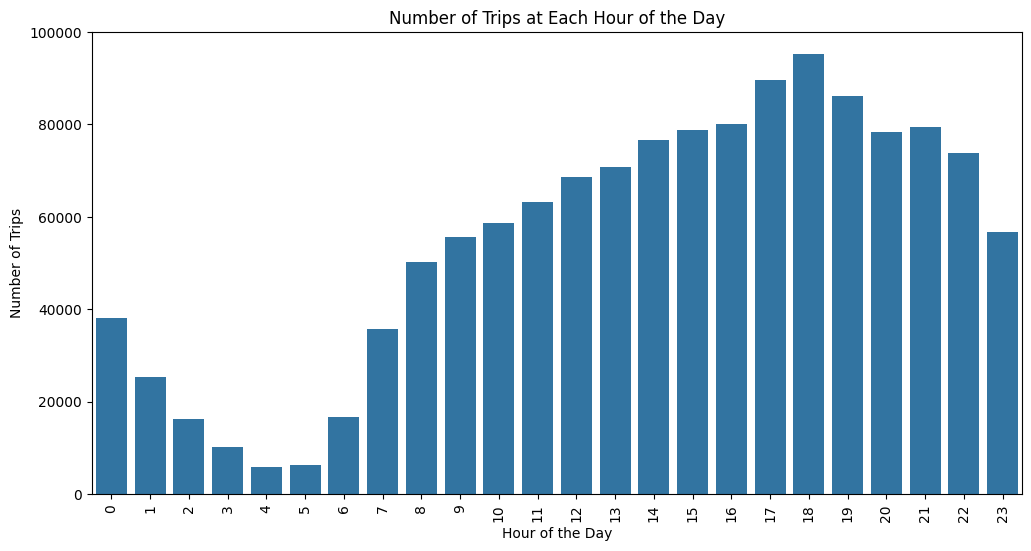 Number of Trips at Each Hour of the Day
100000
80000
60000
40000
20000
0
Number of Trips
0 1 2 3 4 5 6 7 8 9 10 11 12 13 14 15 16 17 18 19 20 21 22 23
Hour of the Day